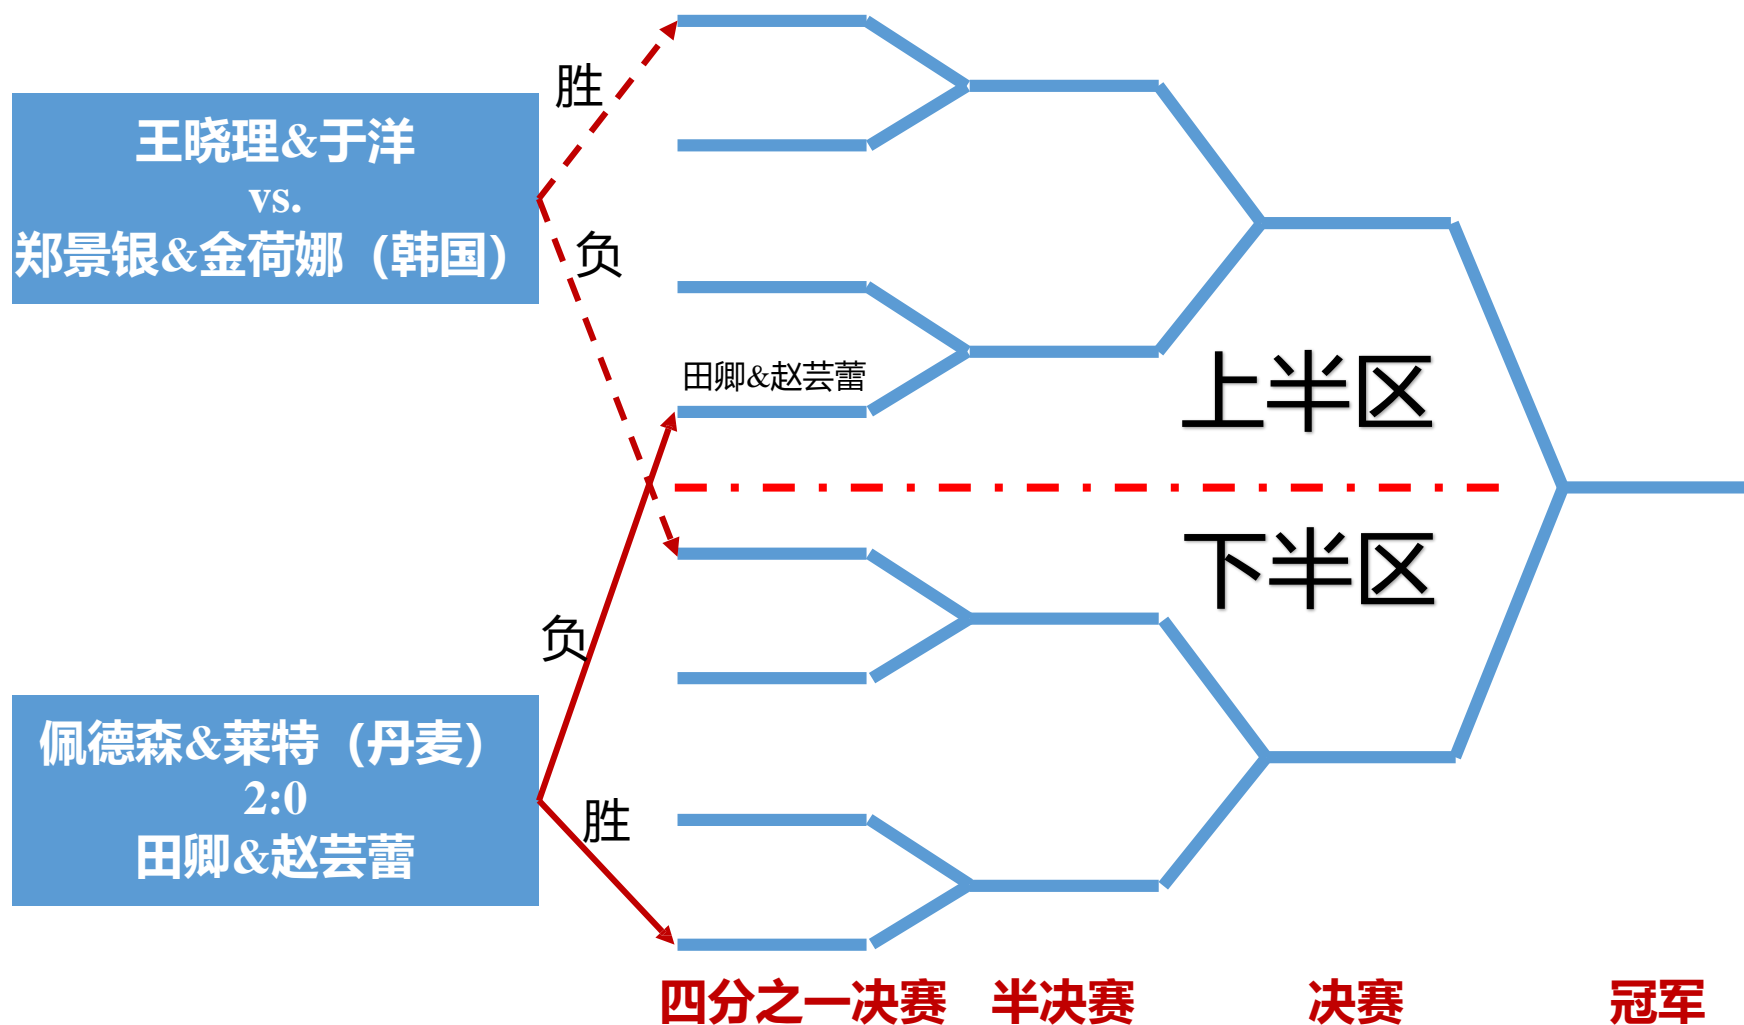 胜
王晓理&于洋
vs.
郑景银&金荷娜（韩国）
负
田卿&赵芸蕾
上半区
下半区
负
佩德森&莱特（丹麦）
2:0
田卿&赵芸蕾
胜
四分之一决赛
半决赛
决赛
冠军